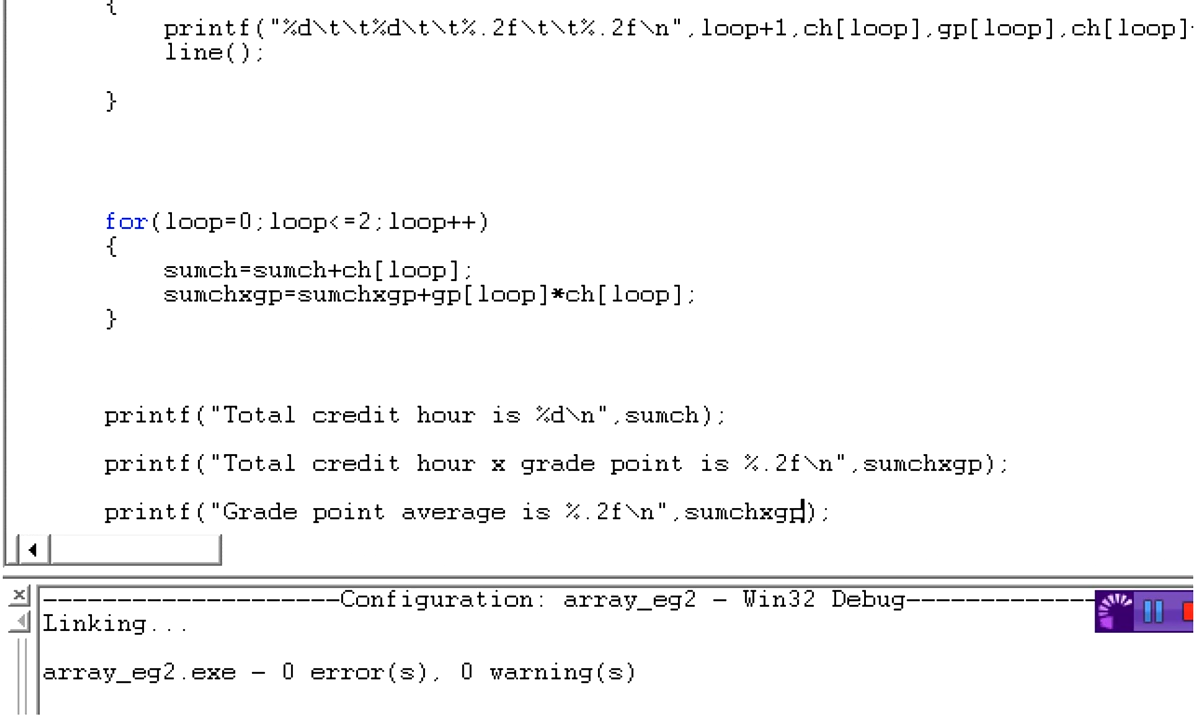 {
printf("%d\t\t%d\t\t%.2f\t\t%.2f\n",loop+1,ch[loop],gp[loop],ch[loop]
line();
}
for(loop=0;loop<=2;loop++)
{
sumch=sumch+ch[loop];
sumchxgp=sumchxgp+gp[loop]*ch[loop];
}
printf("Total credit hour is %d\n",sumch);
printf("Total credit hour x grade point is %.2f\n",sumchxgp);
printf("Grade point average is %.2f\n",sumchxgp);
--------------------Configuration: array_eg2 - Win32 Debug--------------------
Linking...
array_eg2.exe - 0 error(s), 0 warning(s)